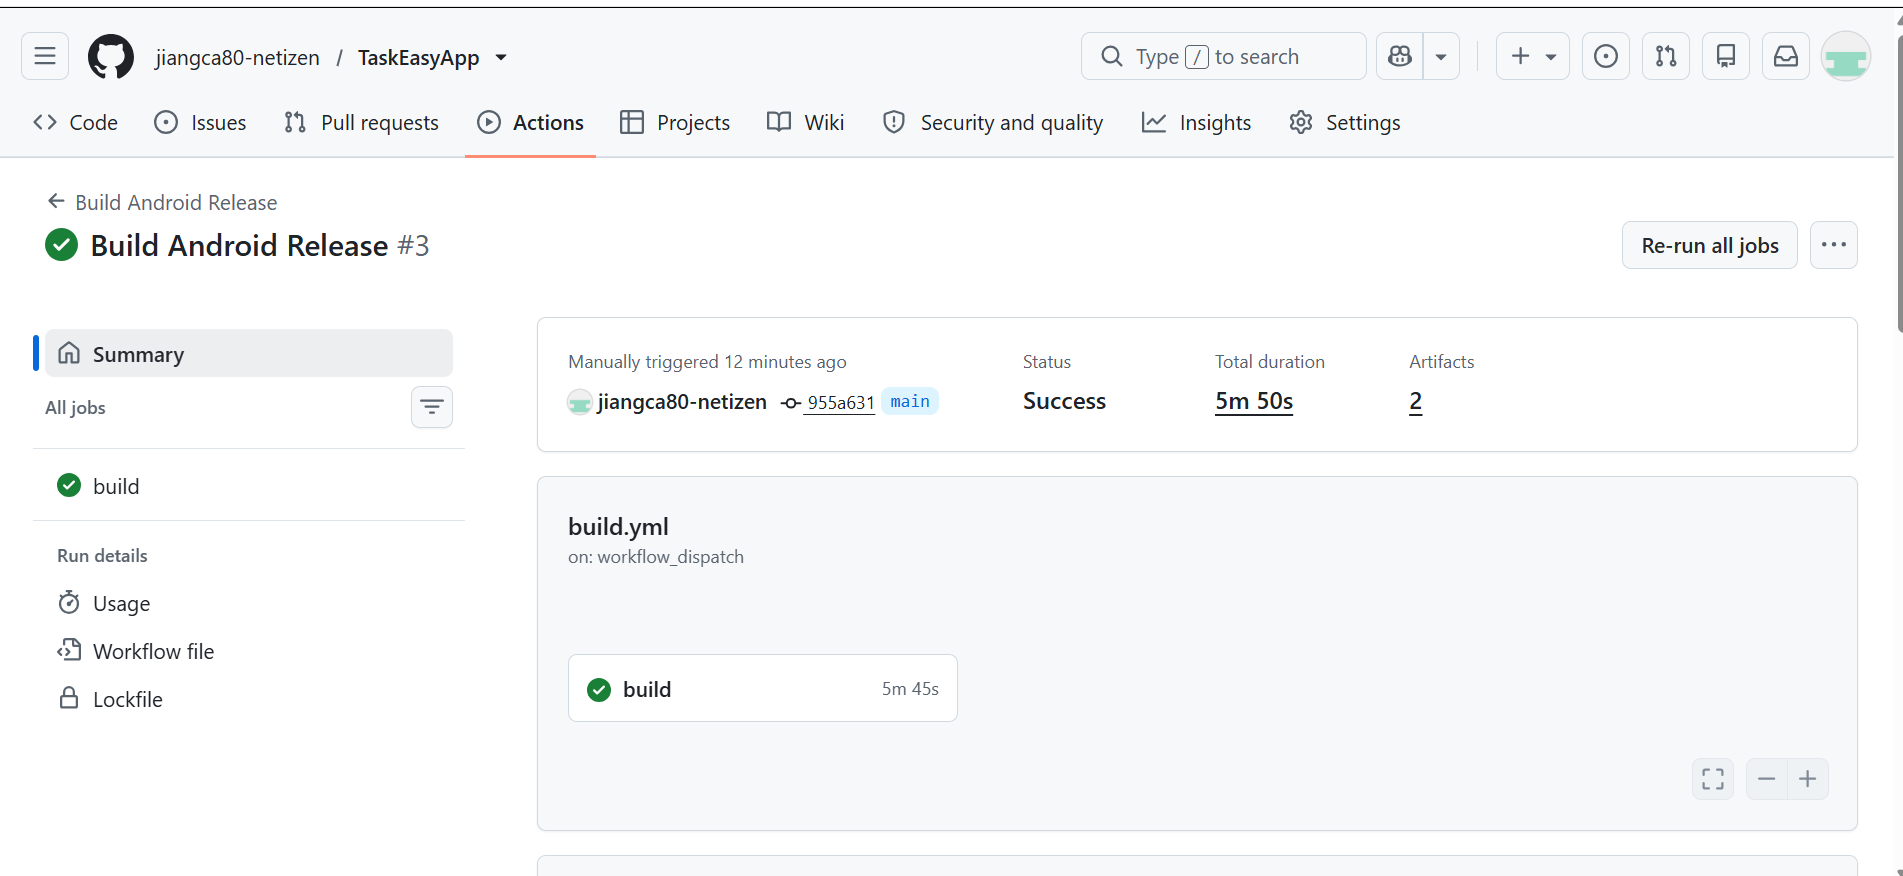 jiangca80-netizen / TaskEasyApp
Type / to search
Code
Issues
Pull requests
Actions
Projects
Wiki
Security and quality
Insights
Settings
Build Android Release
Build Android Release #3
Re-run all jobs
Summary
All jobs
build
Run details
Usage
Workflow file
Lockfile
Manually triggered 12 minutes ago
jiangca80-netizen 955a631 main
Status
Success
Total duration
5m 50s
Artifacts
2
build.yml
on: workflow_dispatch
build 5m 45s